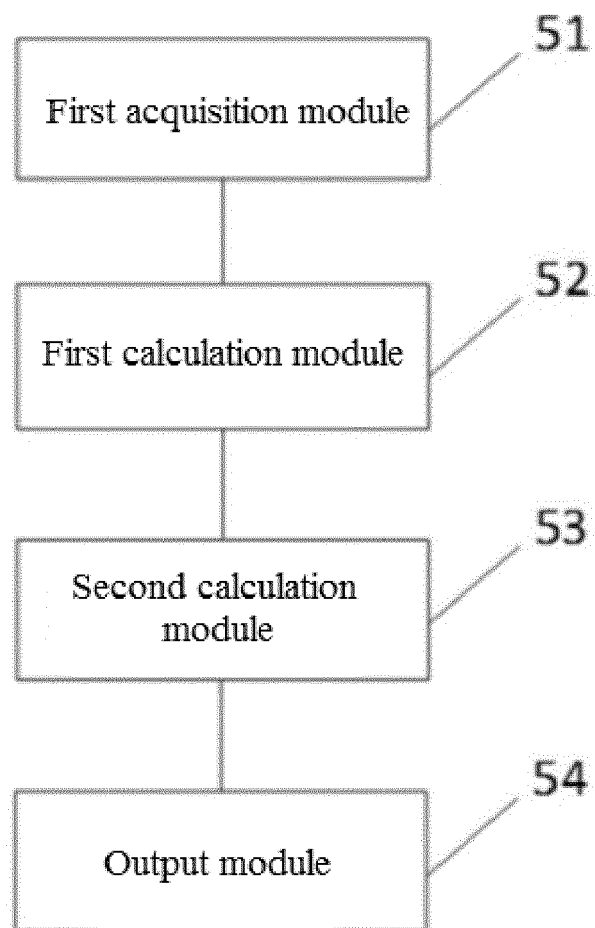 51
First acquisition module
52
First calculation module
53
Second calculation
module
54
Output module